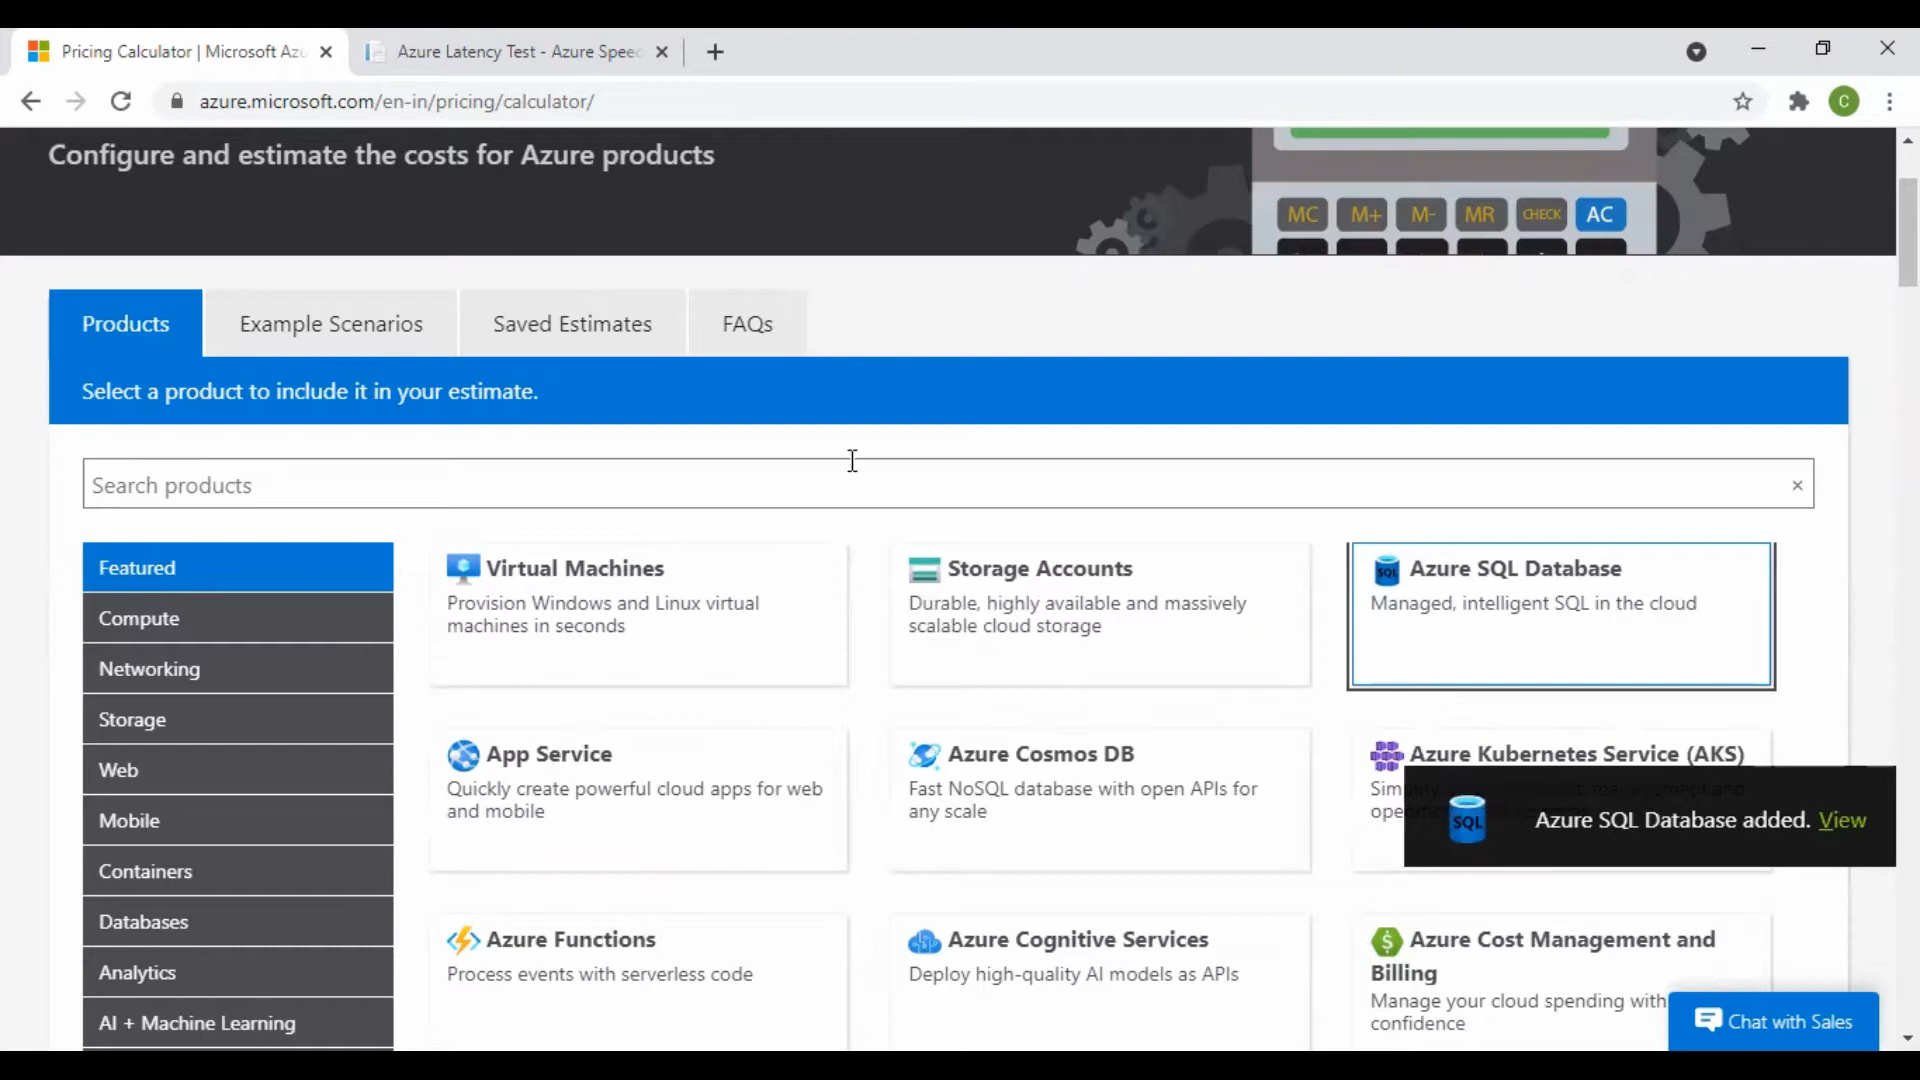 Pricing Calculator | Microsoft Azu
Azure Latency Test - Azure Speed
azure.microsoft.com/en-in/pricing/calculator/
C
Configure and estimate the costs for Azure products
MC M+ M- MR CHECK AC
Products
Example Scenarios
Saved Estimates
FAQs
Select a product to include it in your estimate.
Search products
Featured
Compute
Networking
Storage
Web
Mobile
Containers
Databases
Analytics
AI + Machine Learning
Virtual Machines
Provision Windows and Linux virtual
machines in seconds
Storage Accounts
Durable, highly available and massively
scalable cloud storage
SQL
Azure SQL Database
Managed, intelligent SQL in the cloud
App Service
Quickly create powerful cloud apps for web
and mobile
Azure Cosmos DB
Fast NoSQL database with open APIs for
any scale
Azure Kubernetes Service (AKS)
SQL
Azure SQL Database added. View
Azure Functions
Process events with serverless code
Azure Cognitive Services
Deploy high-quality AI models as APIs
Azure Cost Management and
Billing
Manage your cloud spending with
confidence
Chat with Sales